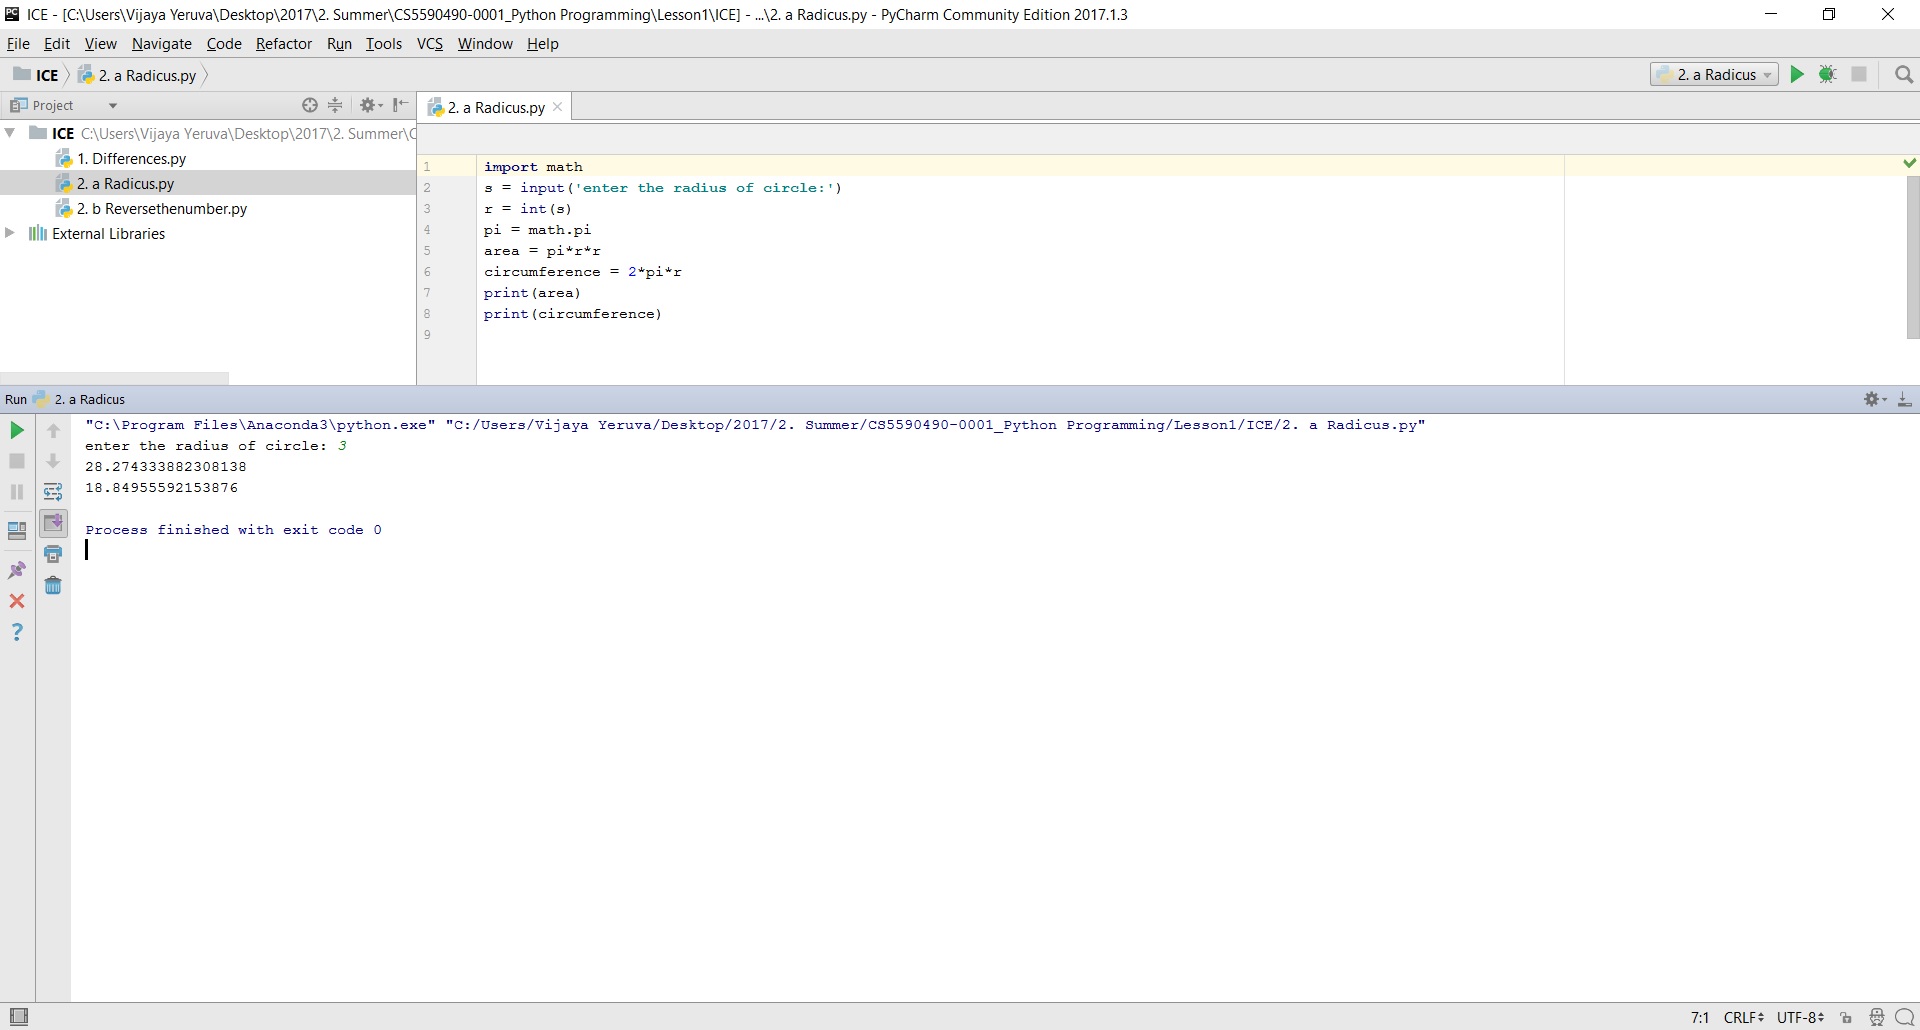 ICE - [C:\Users\Vijaya Yeruva\Desktop\2017\2. Summer\CS5590490-0001_Python Programming\Lesson1\ICE] - ...\2. a Radicus.py - PyCharm Community Edition 2017.1.3
File Edit View Navigate Code Refactor Run Tools VCS Window Help
ICE 2. a Radicus.py 2. a Radicus
Project 2. a Radicus.py
ICE C:\Users\Vijaya Yeruva\Desktop\2017\2. Summer\C
1. Differences.py
2. a Radicus.py
2. b Reversethenumber.py
External Libraries
1 import math
2 s = input('enter the radius of circle:')
3 r = int(s)
4 pi = math.pi
5 area = pi*r*r
6 circumference = 2*pi*r
7 print(area)
8 print(circumference)
9
Run 2. a Radicus
"C:\Program Files\Anaconda3\python.exe" "C:/Users/Vijaya Yeruva/Desktop/2017/2. Summer/CS5590490-0001_Python Programming/Lesson1/ICE/2. a Radicus.py"
enter the radius of circle: 3
28.274333882308138
18.84955592153876
Process finished with exit code 0
7:1 CRLF UTF-8